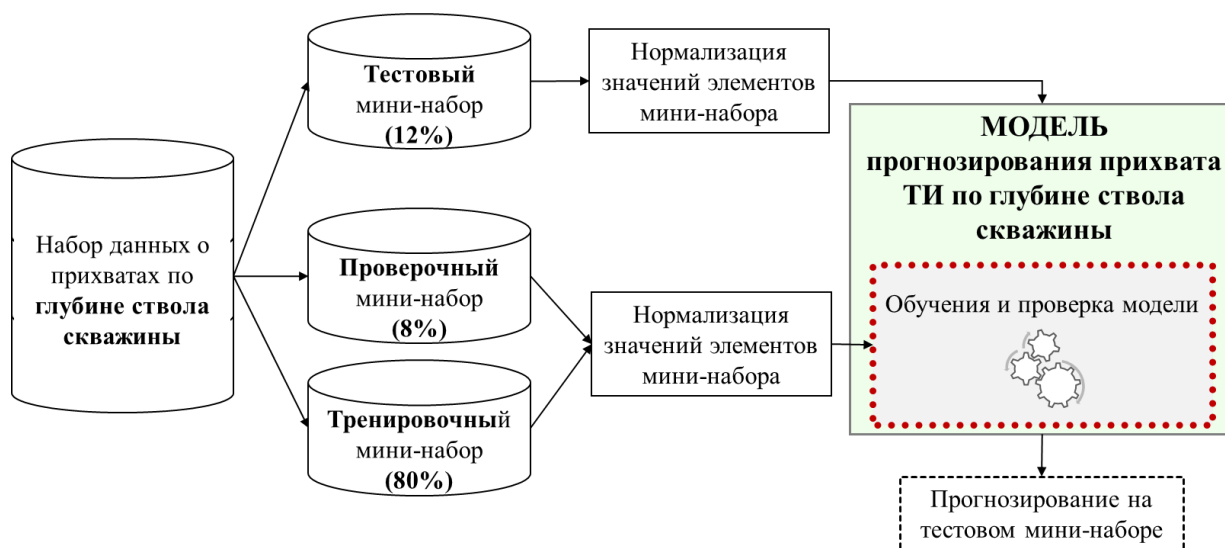 Набор данных о
прихватах по
глубине ствола
скважины
Тестовый
мини-набор
(12%)
Проверочный
мини-набор
(8%)
Тренировочный
мини-набор
(80%)
Нормализация
значений элементов
мини-набора
Нормализация
значений элементов
мини-набора
МОДЕЛЬ
прогнозирования прихвата
ТИ по глубине ствола
скважины
Обучения и проверка модели
Прогнозирование на
тестовом мини-наборе